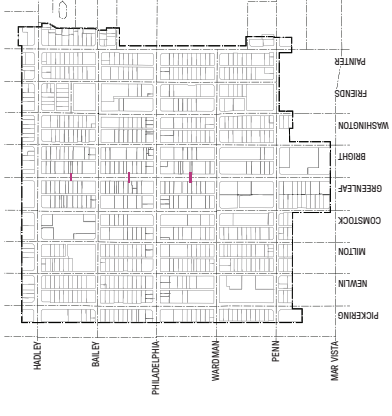 PAINTER
FRIENDS
WASHINGTON
BRIGHT
GREENLEAF
COMSTOCK
MILTON
NEWLIN
PICKERING
HADLEY
BAILEY
PHILADELPHIA
WARDMAN
PENN
MAR VISTA